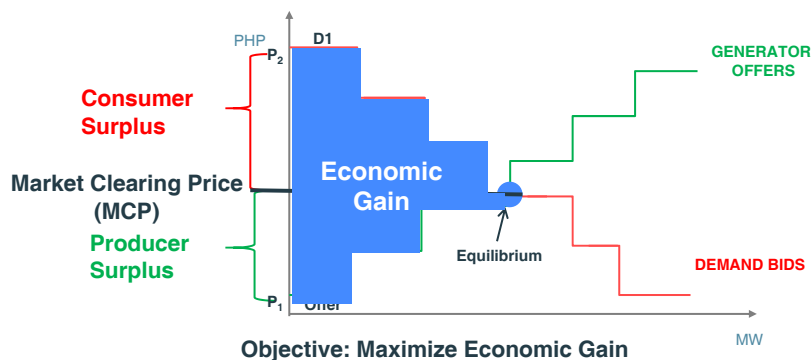 PHP
D1
P2
GENERATOR
OFFERS
Consumer
Surplus
Economic
Gain
Market Clearing Price
(MCP)
Producer
Surplus
Equilibrium
DEMAND BIDS
P1
MW
Objective: Maximize Economic Gain